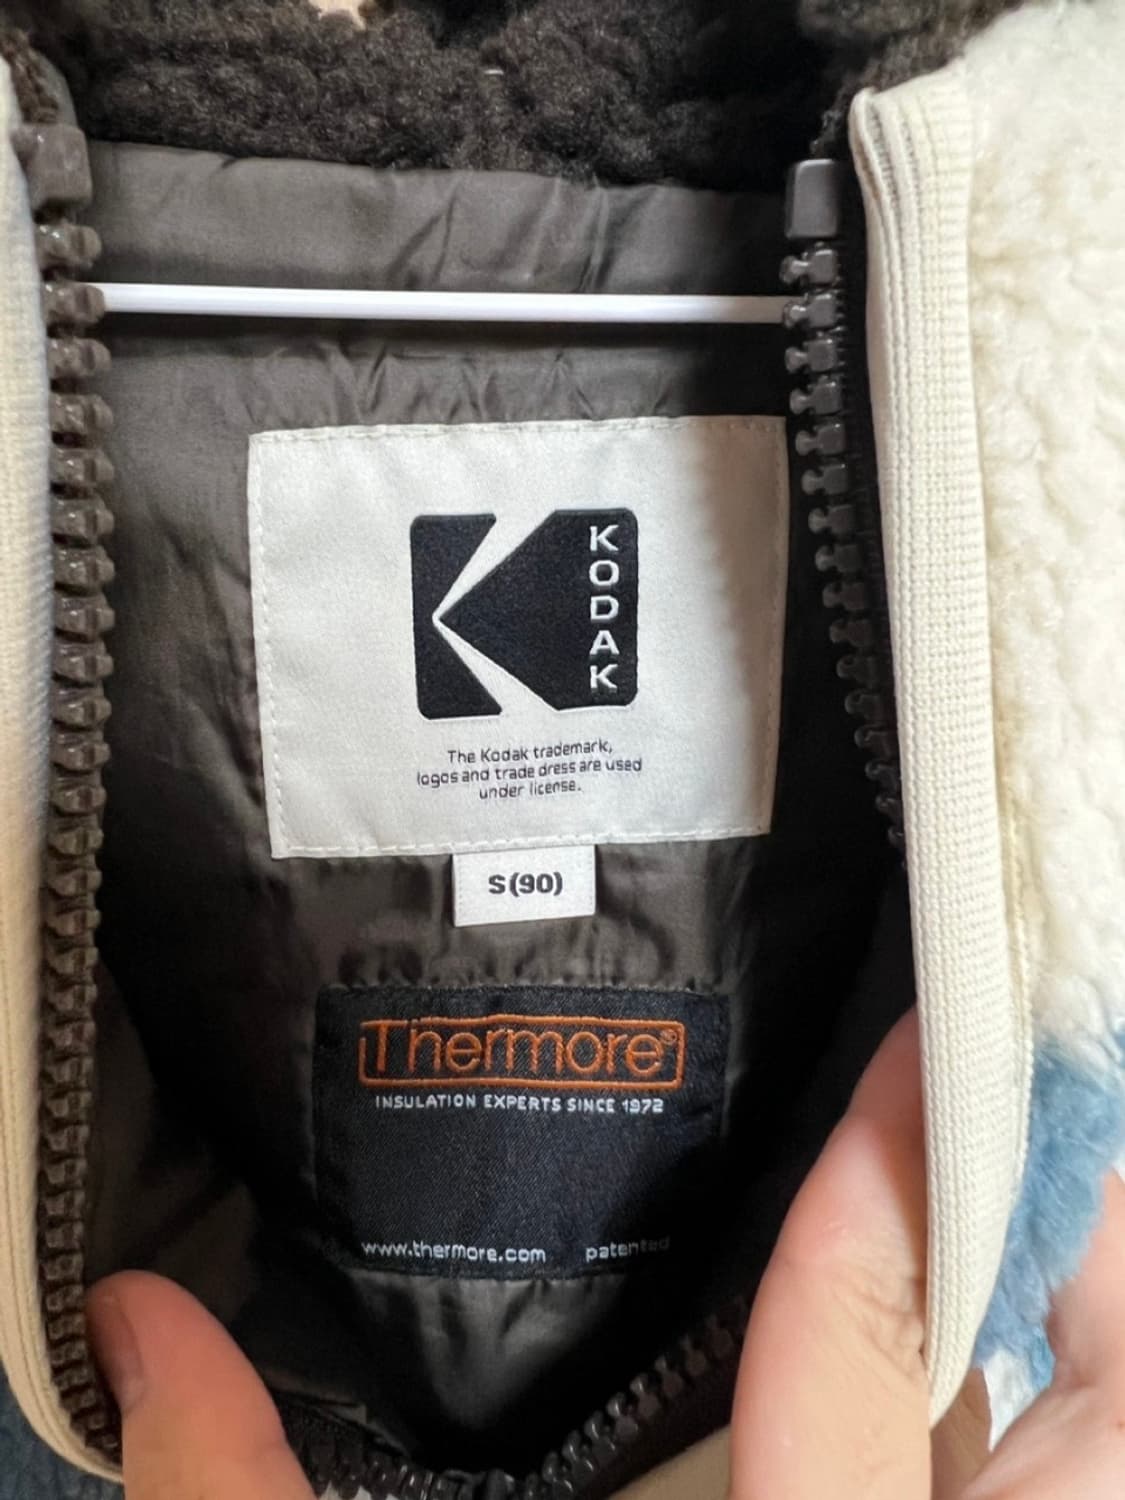 KODAK
The Kodak trademark,
logos and trade dress are used
under license.
S(90)
Thermore®
INSULATION EXPERTS SINCE 1972
www.thermore.com patented